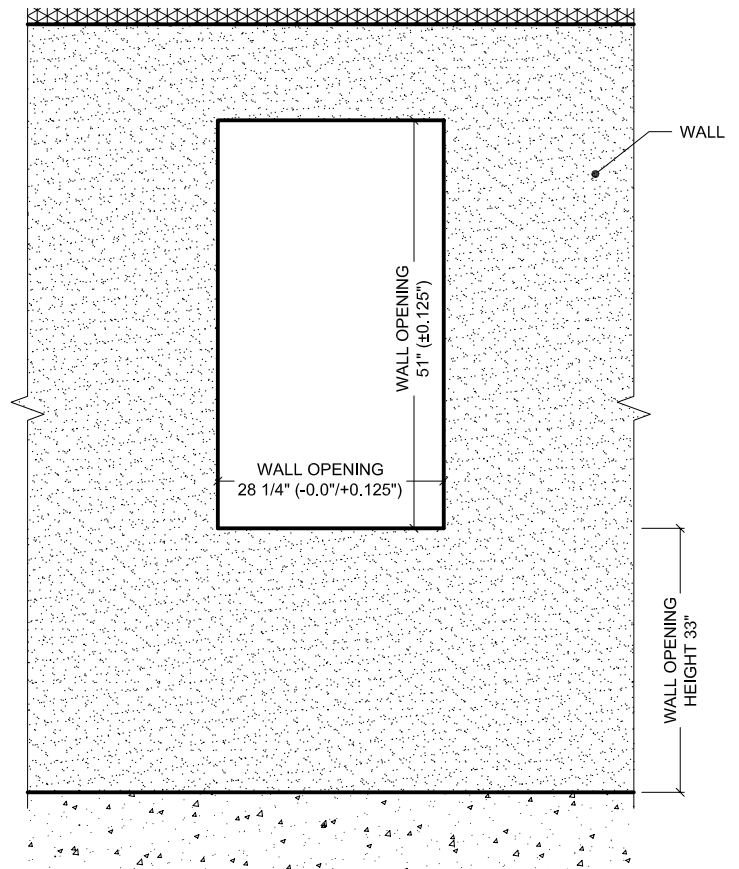 WALL
WALL OPENING
51" (±0.125")
WALL OPENING
28 1/4" (-0.0"/+0.125")
WALL OPENING
HEIGHT 33"